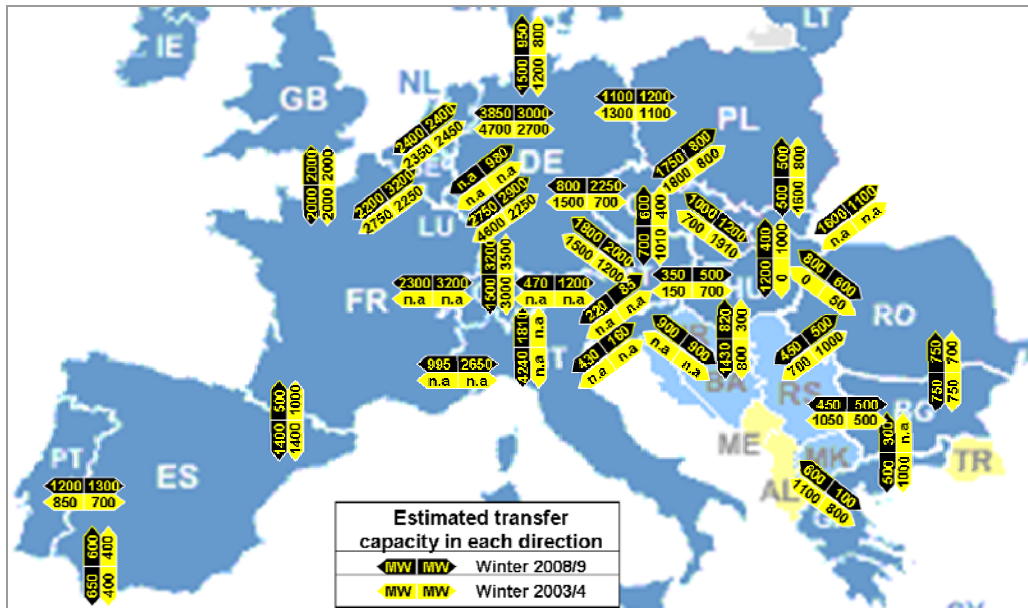 LT
IE
GB
NL
PL
DE
LU
FR
RO
BA
RS
BG
ME
MK
AL
TR
PT
ES
950
1500
800
1200
1100 1200
1300 1100
3850 3000
4700 2700
2400 2400
2350 2450
2000 2000
2000 2000
2200 3200
2750 2250
n.a 980
n.a n.a
2750 2900
4600 2250
800 2250
1500 700
1750 800
1800 800
500 500
1600 800
700 600
1010 400
1000 1200
700 1910
1600 1100
n.a n.a
1200 400
0 1000
800 600
0 50
1800 2000
1500 1200
1500 3200
3000 3500
2300 3200
n.a n.a
470 1200
n.a n.a
350 500
150 700
220 85
n.a n.a
430 160
n.a n.a
900 900
n.a n.a
1430 820
800 300
450 500
700 1000
4240 1810
n.a n.a
995 2650
n.a n.a
750 750
750 700
1400 500
1400 1000
450 500
1050 500
500 300
1000 n.a
600 100
1100 800
1200 1300
850 700
650 600
400 400
Estimated transfer
capacity in each direction
MW MW Winter 2008/9
MW MW Winter 2003/4